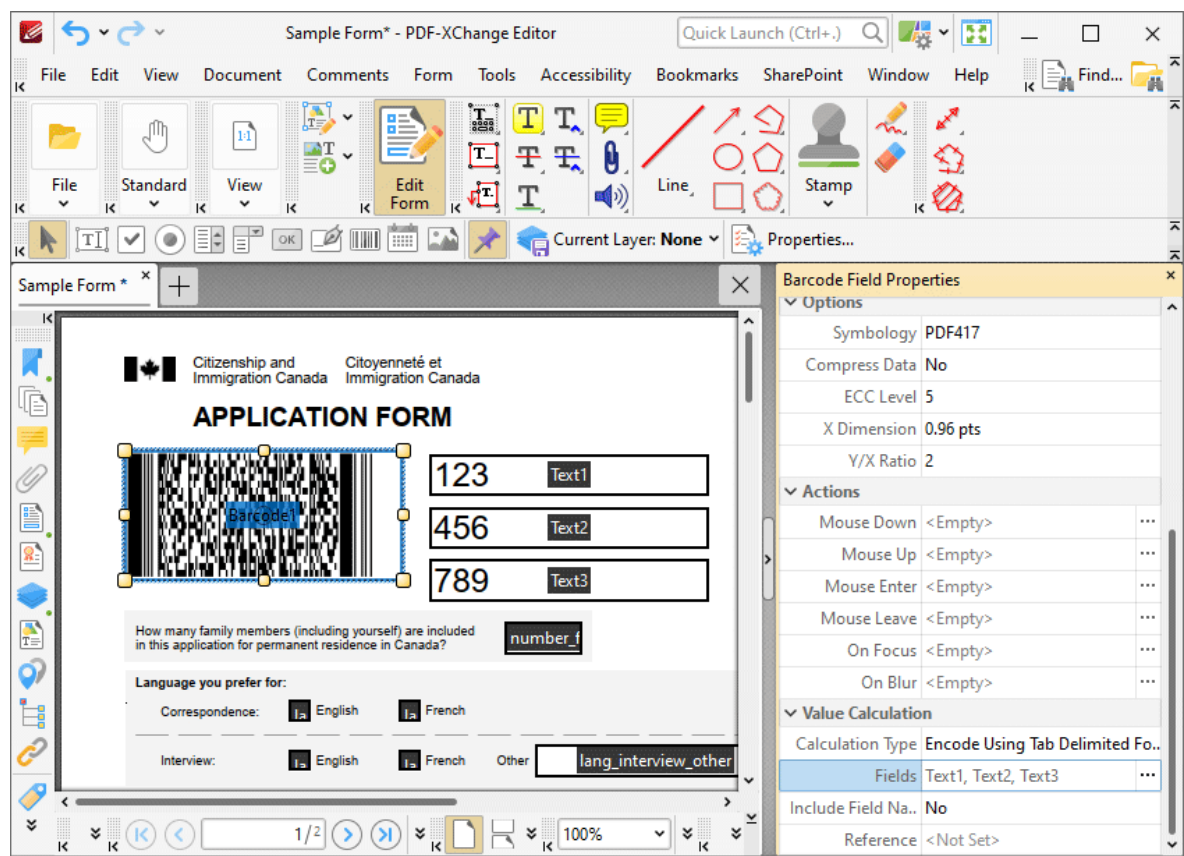 Sample Form* - PDF-XChange Editor
Quick Launch (Ctrl+.)
File Edit View Document Comments Form Tools Accessibility Bookmarks SharePoint Window Help Find...
File Standard 1:1 View Edit Form Line Stamp
OK Current Layer: None Properties...
Sample Form *
Barcode Field Properties
Options
Symbology PDF417
Compress Data No
ECC Level 5
X Dimension 0.96 pts
Y/X Ratio 2
Actions
Mouse Down <Empty> ...
Mouse Up <Empty> ...
Mouse Enter <Empty> ...
Mouse Leave <Empty> ...
On Focus <Empty> ...
On Blur <Empty> ...
Value Calculation
Calculation Type Encode Using Tab Delimited Fo..
Fields Text1, Text2, Text3 ...
Include Field Na.. No
Reference <Not Set>
Citizenship and Citoyenneté et
Immigration Canada Immigration Canada
APPLICATION FORM
Barcode1
123 Text1
456 Text2
789 Text3
How many family members (including yourself) are included
in this application for permanent residence in Canada?
number_f
Language you prefer for:
Correspondence: la English la French
Interview: la English la French Other lang_interview_other
1/2 100%